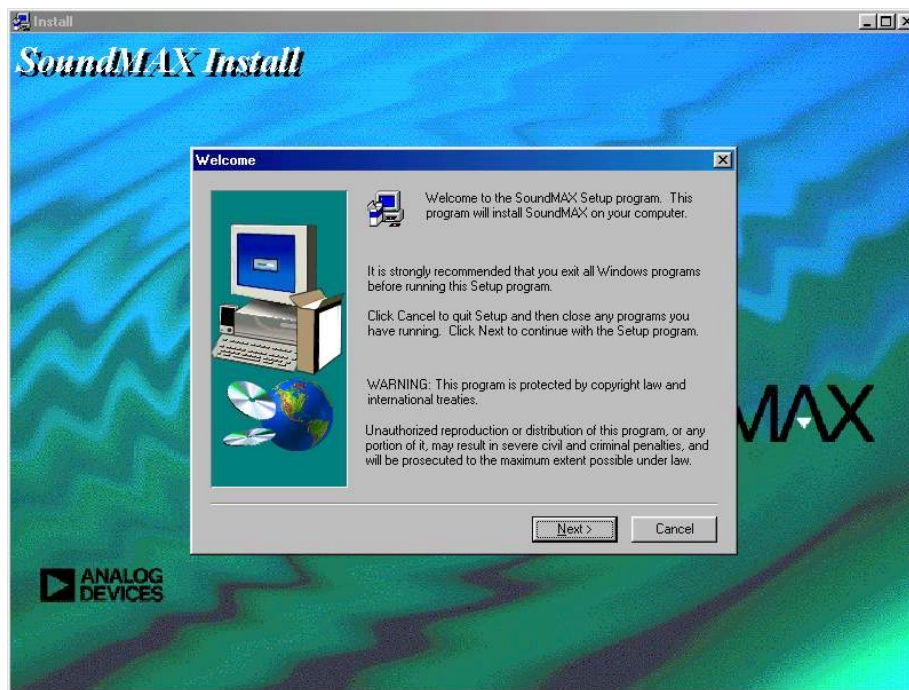 Install
SoundMAX Install
Welcome
Welcome to the SoundMAX Setup program. This
program will install SoundMAX on your computer.
It is strongly recommended that you exit all Windows programs
before running this Setup program.
Click Cancel to quit Setup and then close any programs you
have running. Click Next to continue with the Setup program.
WARNING: This program is protected by copyright law and
international treaties.
Unauthorized reproduction or distribution of this program, or any
portion of it, may result in severe civil and criminal penalties, and
will be prosecuted to the maximum extent possible under law.
MAX
Next >
Cancel
ANALOG
DEVICES